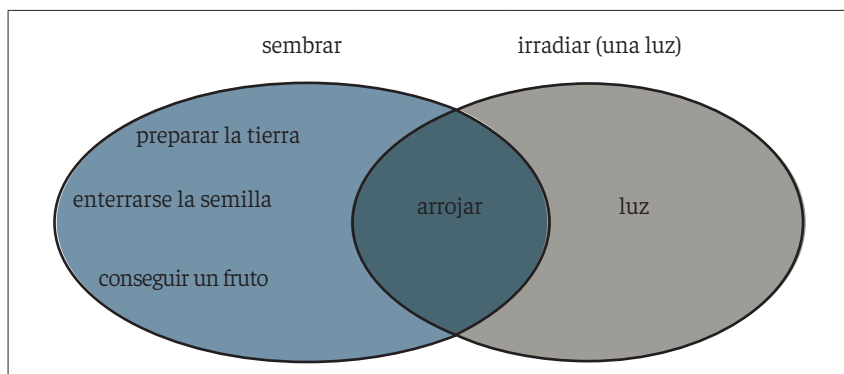 sembrar
irradiar (una luz)
preparar la tierra
enterrarse la semilla
arrojar
luz
conseguir un fruto